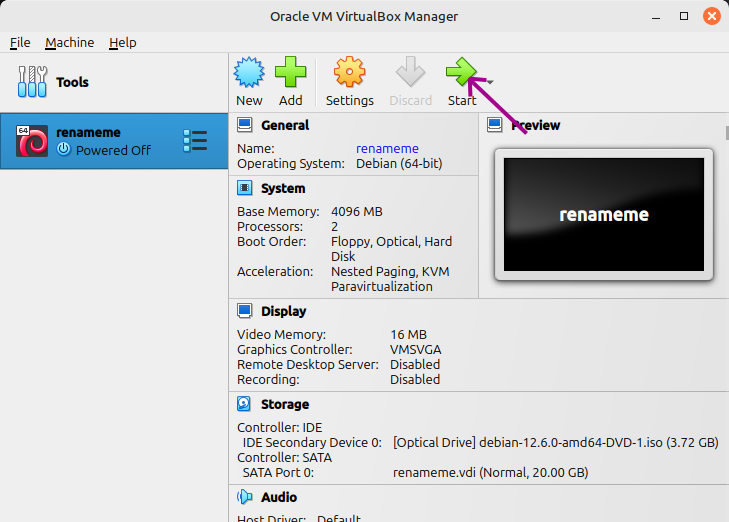 Oracle VM VirtualBox Manager
File Machine Help
Tools
New Add Settings Discard Start
64
renameme
Powered Off
General
Name: renameme
Operating System: Debian (64-bit)
Preview
renameme
System
Base Memory: 4096 MB
Processors: 2
Boot Order: Floppy, Optical, Hard
Disk
Acceleration: Nested Paging, KVM
Paravirtualization
Display
Video Memory: 16 MB
Graphics Controller: VMSVGA
Remote Desktop Server: Disabled
Recording: Disabled
Storage
Controller: IDE
IDE Secondary Device 0: [Optical Drive] debian-12.6.0-amd64-DVD-1.iso (3.72 GB)
Controller: SATA
SATA Port 0: renameme.vdi (Normal, 20.00 GB)
Audio
Host Driver: Default